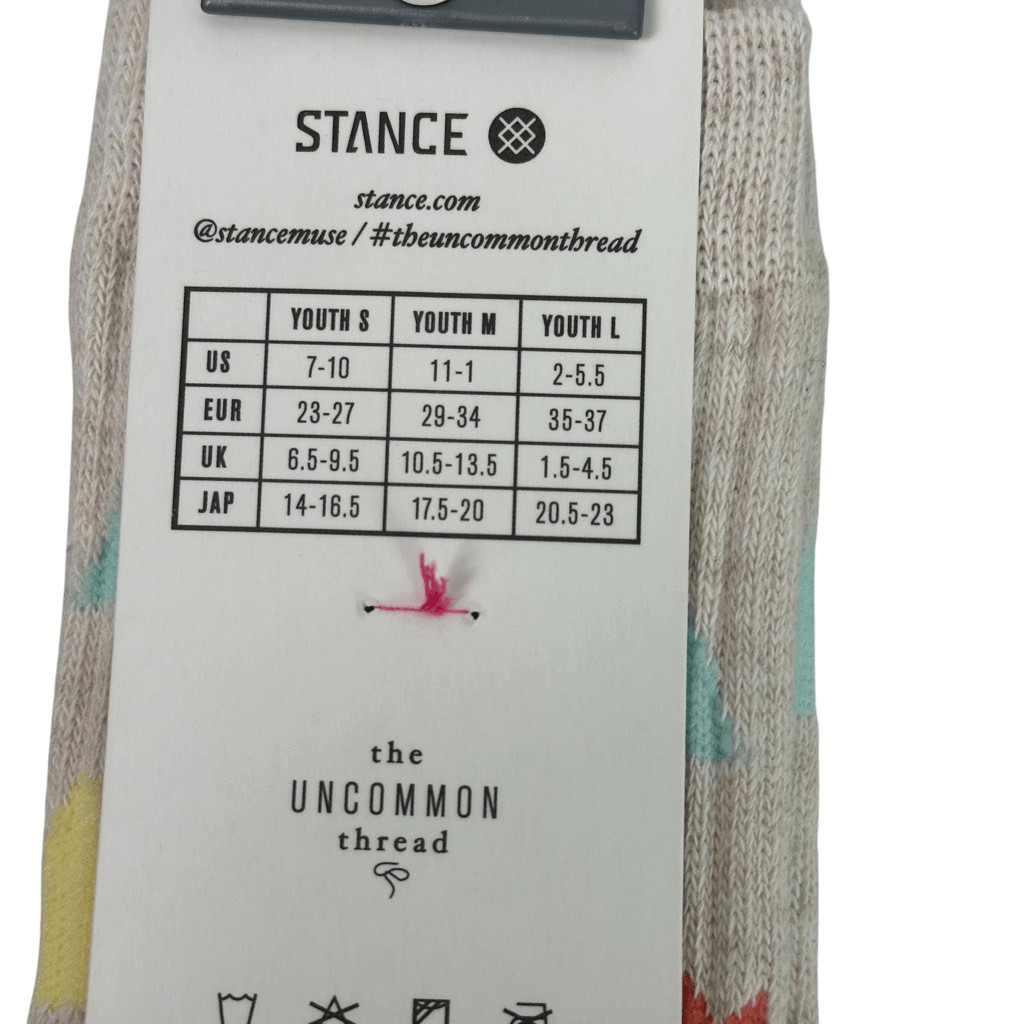 STANCE
stance.com
@stancemuse / #theuncommonthread
YOUTH S YOUTH M YOUTH L
US 7-10 11-1 2-5.5
EUR 23-27 29-34 35-37
UK 6.5-9.5 10.5-13.5 1.5-4.5
JAP 14-16.5 17.5-20 20.5-23
the
UNCOMMON
thread